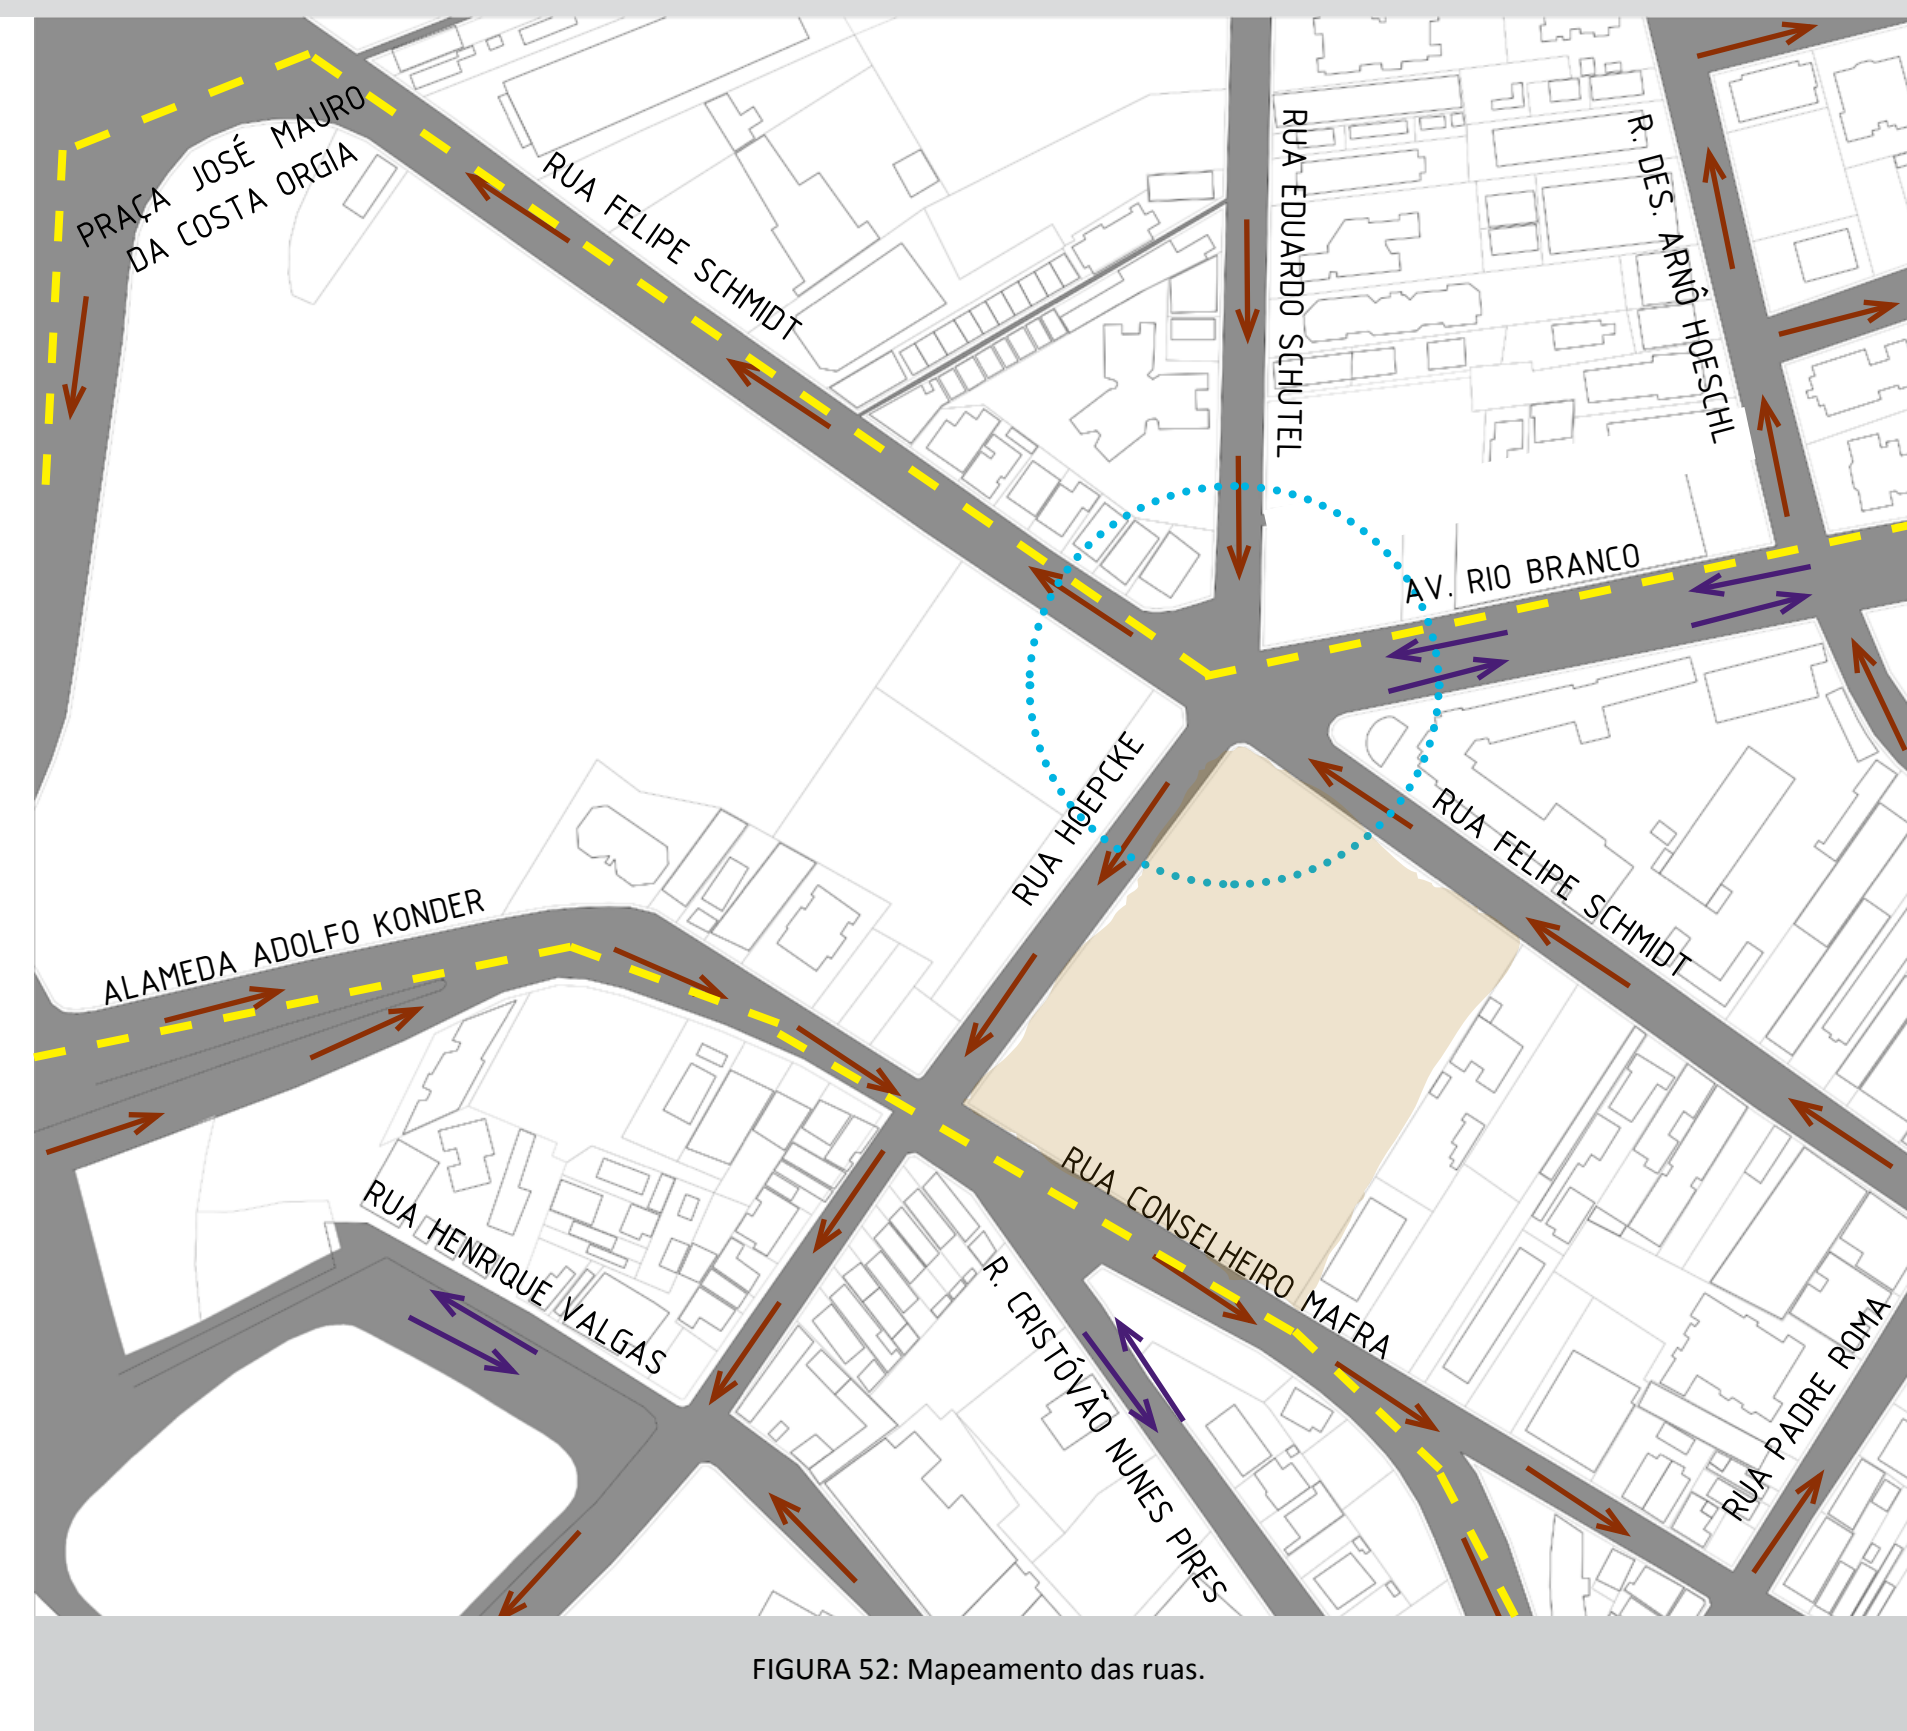 PRAÇA JOSÉ MAURO
DA COSTA ORGIA
RUA FELIPE SCHMIDT
RUA EDUARDO SCHUTEL
R. DES. ARNÔ HOESCHL
AV. RIO BRANCO
RUA HOEPCKE
RUA FELIPE SCHMIDT
ALAMEDA ADOLFO KONDER
RUA HENRIQUE VALGAS
RUA CONSELHEIRO MAFRA
R. CRISTÓVÃO NUNES PIRES
RUA PADRE ROMA
FIGURA 52: Mapeamento das ruas.